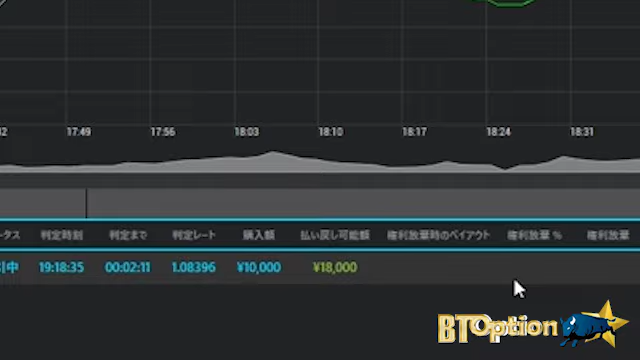 17:49 17:56 18:03 18:10 18:17 18:24 18:31
判定時刻 判定まで 判定レート 購入額 払い戻し可能額 権利放棄時のペイアウト 権利放棄 % 権利放棄
中 19:18:35 00:02:11 1.08396 ¥10,000 ¥18,000
BTOption